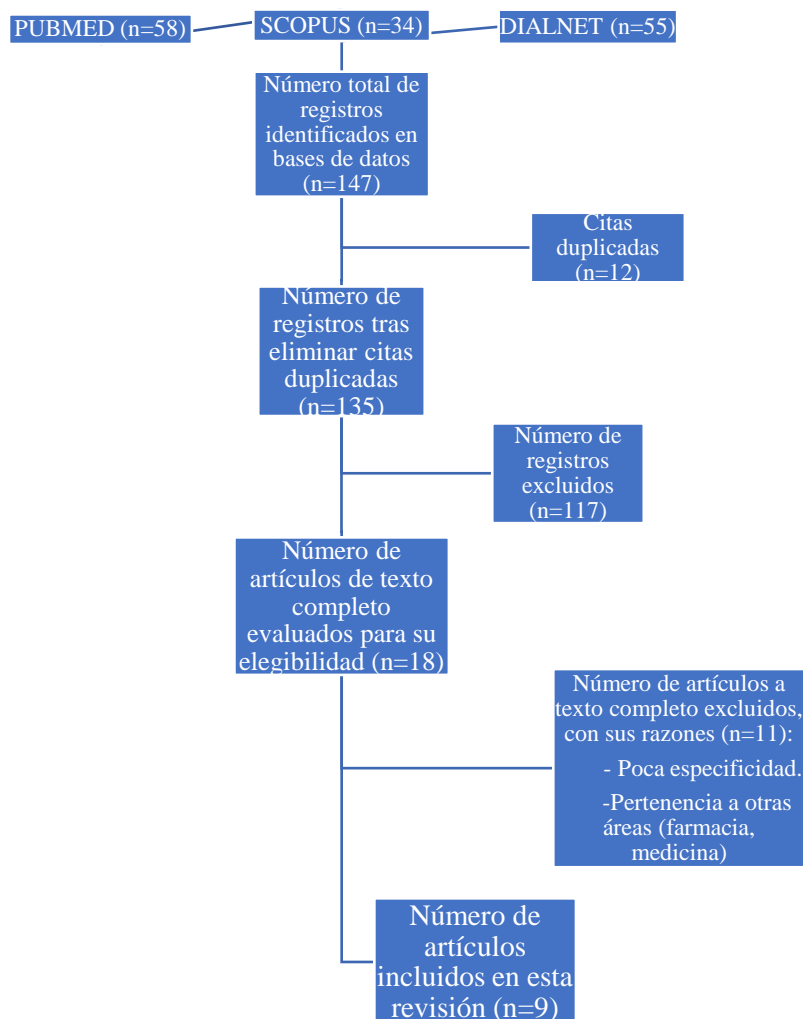 PUBMED (n=58)
SCOPUS (n=34)
DIALNET (n=55)
Número total de
registros
identificados en
bases de datos
(n=147)
Citas
duplicadas
(n=12)
Número de
registros tras
eliminar citas
duplicadas
(n=135)
Número de
registros
excluidos
(n=117)
Número de
artículos de texto
completo
evaluados para su
elegibilidad (n=18)
Número de artículos a
texto completo excluidos,
con sus razones (n=11):
- Poca especificidad.
-Pertenencia a otras
áreas (farmacia,
medicina)
Número de
artículos
incluidos en esta
revisión (n=9)